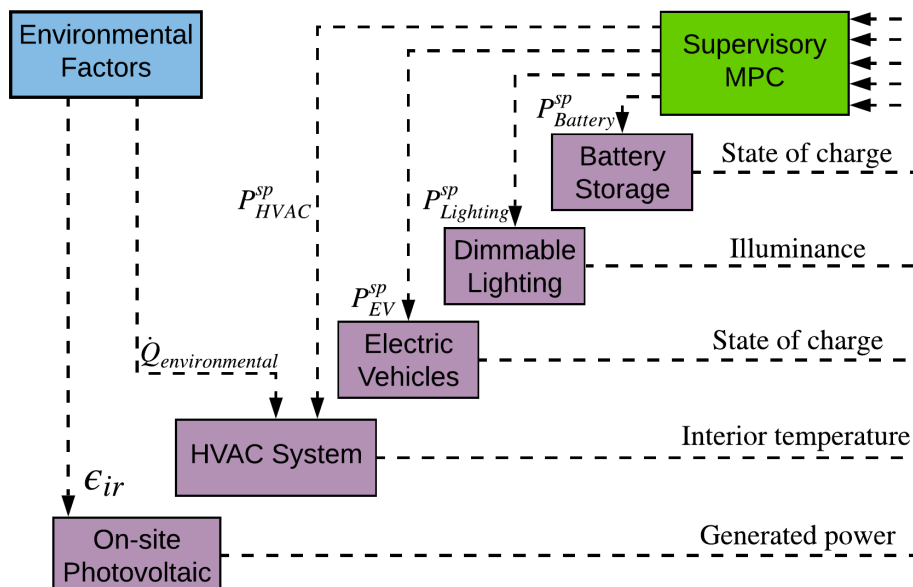 Environmental
Factors
Supervisory
MPC
P^{sp}_{Battery}
Battery
Storage
State of charge
P^{sp}_{HVAC}
P^{sp}_{Lighting}
Dimmable
Lighting
Illuminance
P^{sp}_{EV}
Electric
Vehicles
State of charge
Q̇_{environmental}
HVAC System
Interior temperature
ϵ_{ir}
On-site
Photovoltaic
Generated power